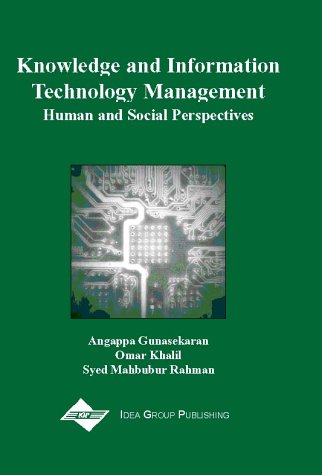 Knowledge and Information
Technology Management
Human and Social Perspectives
Angappa Gunasekaran
Omar Khalil
Syed Mahbubur Rahman
IDEA GROUP PUBLISHING